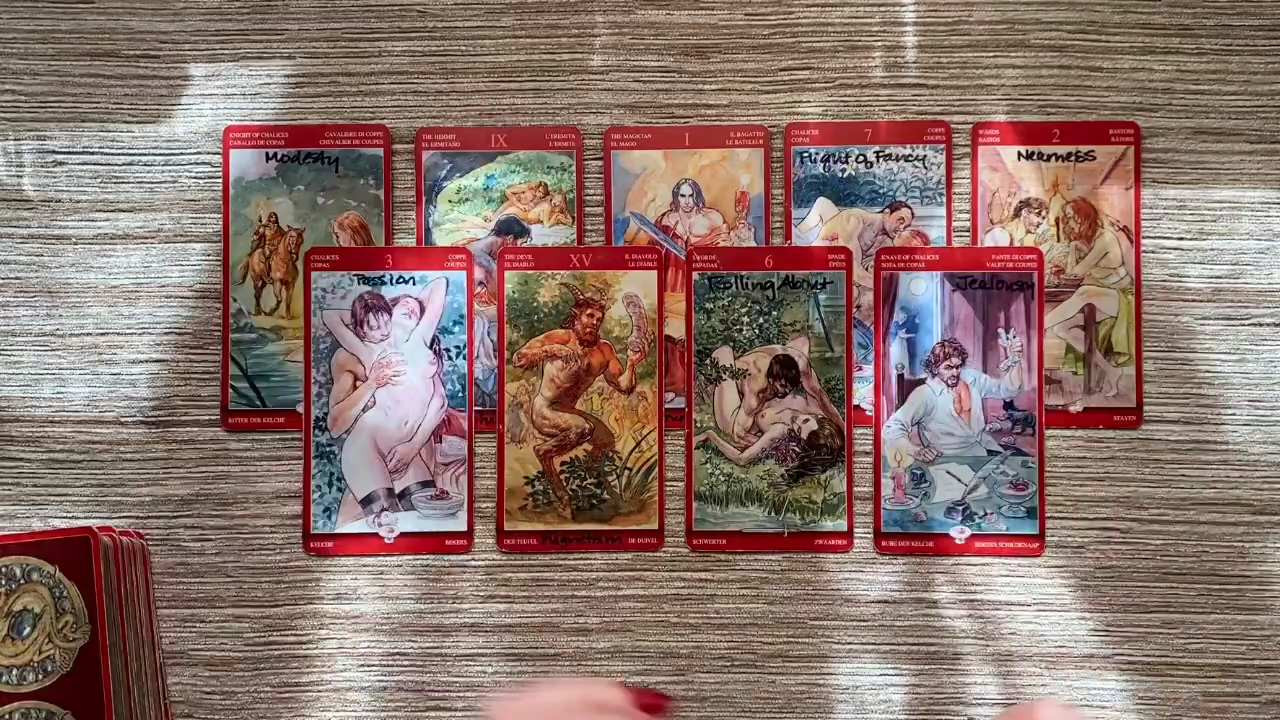 KNIGHT OF CHALICES CAVALIERE DI COPPE
CABALLO DE COPAS CHEVALIER DE COUPES
Modesty
RITTER DER KELCHE
THE HERMIT IX L'EREMITA
EL ERMITAÑO L'ERMITE
THE MAGICIAN I IL BAGATTO
EL MAGO LE BATELEUR
CHALICES 7 COPPE
COPAS COUPES
Flight of Fancy
WANDS 2 BASTONI
BASTOS BÂTONS
Nearness
STAVEN
CHALICES 3 COPPE
COPAS COUPES
Passion
KELCHE BEKERS
THE DEVIL XV IL DIAVOLO
EL DIABLO LE DIABLE
DER TEUFEL DE DUIVEL
SWORDS 6 SPADE
ESPADAS ÉPÉES
Rolling About
SCHWERTER ZWAARDEN
KNAVE OF CHALICES FANTE DI COPPE
SOTA DE COPAS VALET DE COUPES
Jealousy
BUBE DER KELCHE BEKERS SCHILDKNAAP